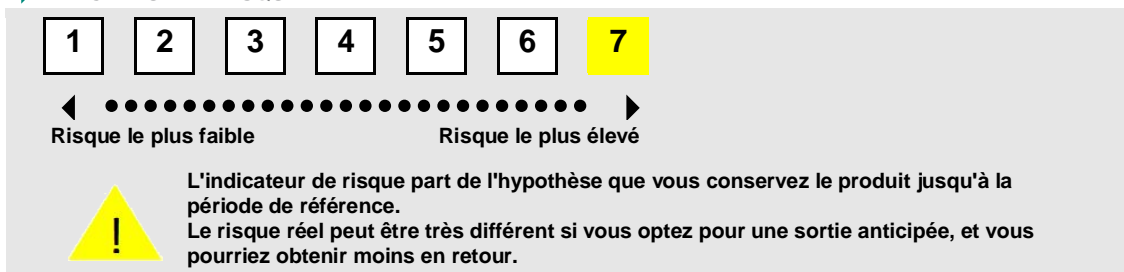 1 2 3 4 5 6 7
Risque le plus faible Risque le plus élevé
L'indicateur de risque part de l'hypothèse que vous conservez le produit jusqu'à la
période de référence.
Le risque réel peut être très différent si vous optez pour une sortie anticipée, et vous
pourriez obtenir moins en retour.
!